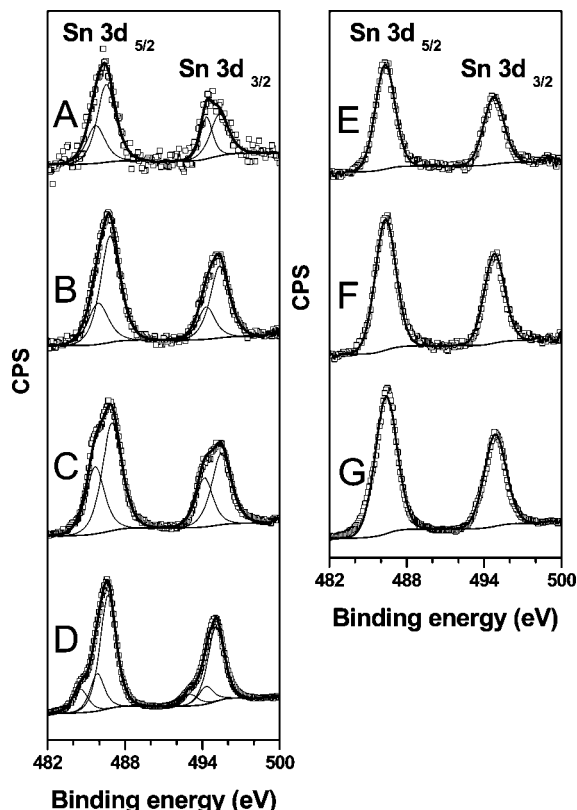 Sn 3d 5/2
Sn 3d 3/2
A
B
C
D
CPS
482 488 494 500
Binding energy (eV)
Sn 3d 5/2
Sn 3d 3/2
E
F
G
CPS
482 488 494 500
Binding energy (eV)